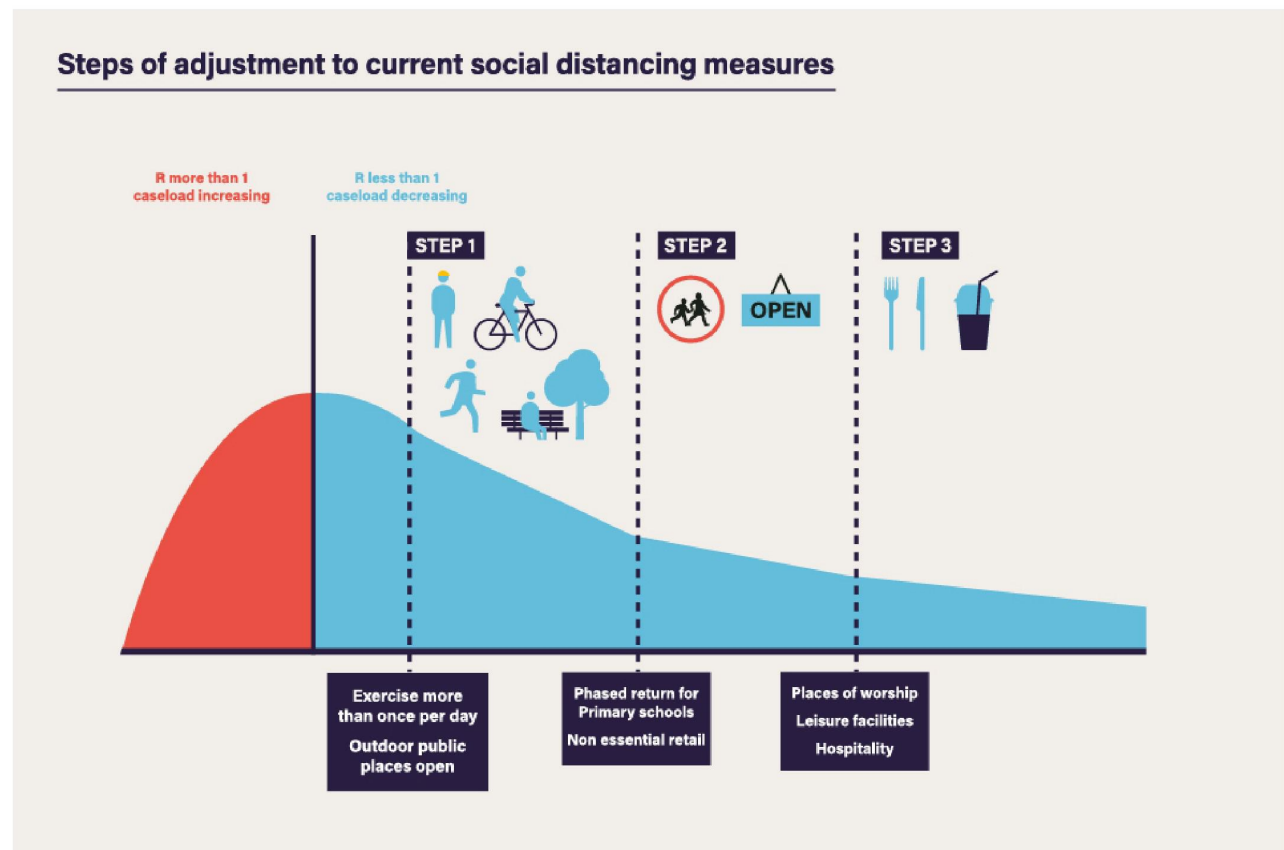 Steps of adjustment to current social distancing measures
R more than 1
caseload increasing
R less than 1
caseload decreasing
STEP 1
STEP 2
STEP 3
OPEN
Exercise more
than once per day
Outdoor public
places open
Phased return for
Primary schools
Non essential retail
Places of worship
Leisure facilities
Hospitality